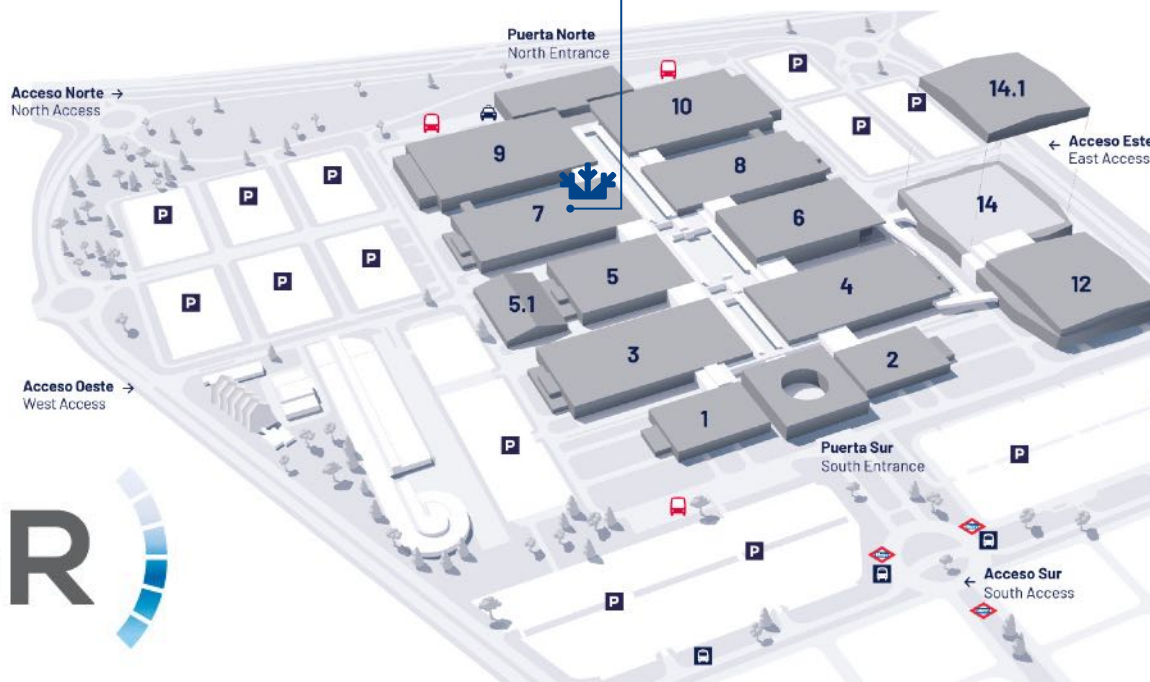 Puerta Norte
North Entrance
Acceso Norte →
North Access
P
14.1
P
10
P
Acceso Este
← East Access
9
8
P
P
14
P
P
7
6
P
5
4
12
P
P
5.1
3
2
Acceso Oeste →
West Access
1
Puerta Sur
South Entrance
P
P
R
P
Acceso Sur
← South Access
P